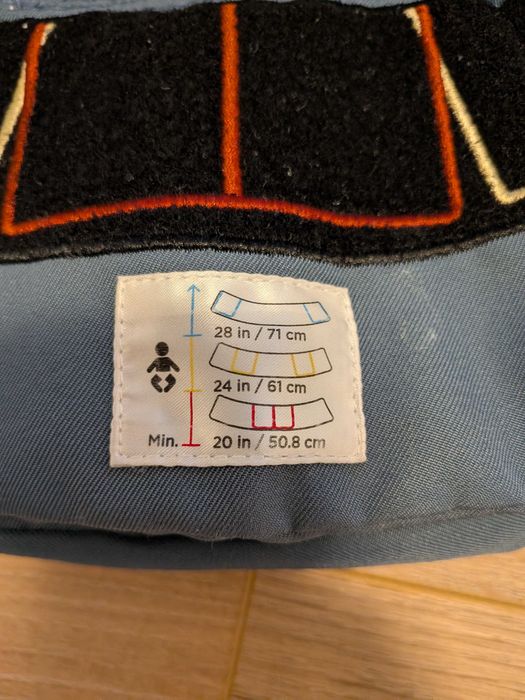 28 in / 71 cm
24 in / 61 cm
Min. 20 in / 50.8 cm